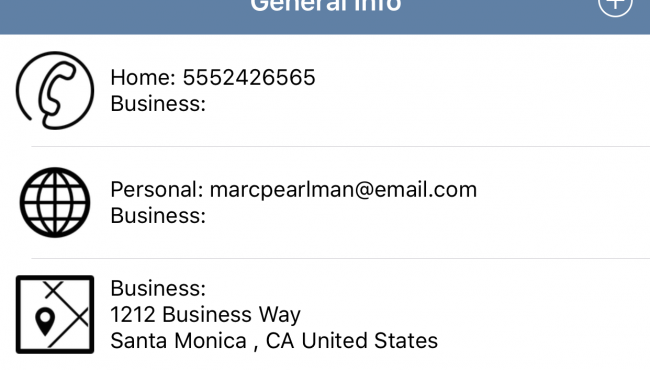 General Info
Home: 5552426565
Business:
Personal: marcpearlman@email.com
Business:
Business:
1212 Business Way
Santa Monica , CA United States